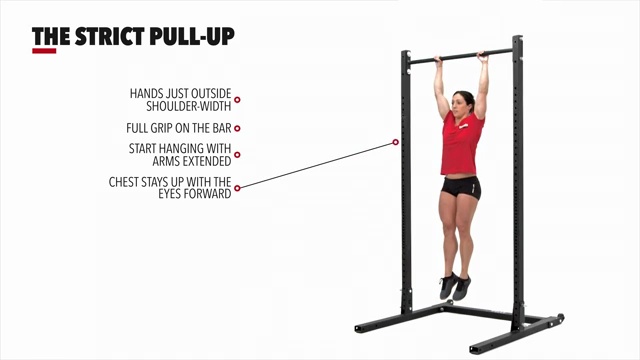 THE STRICT PULL-UP
HANDS JUST OUTSIDE
SHOULDER-WIDTH
FULL GRIP ON THE BAR
START HANGING WITH
ARMS EXTENDED
CHEST STAYS UP WITH THE
EYES FORWARD